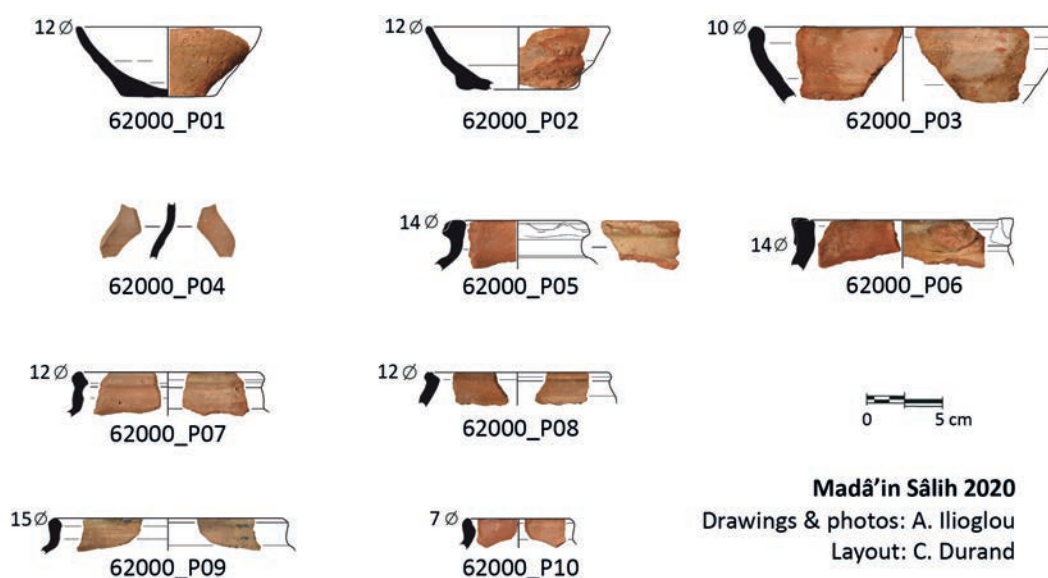 12 Ø
62000_P01
12 Ø
62000_P02
10 Ø
62000_P03
62000_P04
14 Ø
62000_P05
14 Ø
62000_P06
12 Ø
62000_P07
12 Ø
62000_P08
0 5 cm
15 Ø
62000_P09
7 Ø
62000_P10
Madâ'in Sâlih 2020
Drawings & photos: A. Ilioglou
Layout: C. Durand